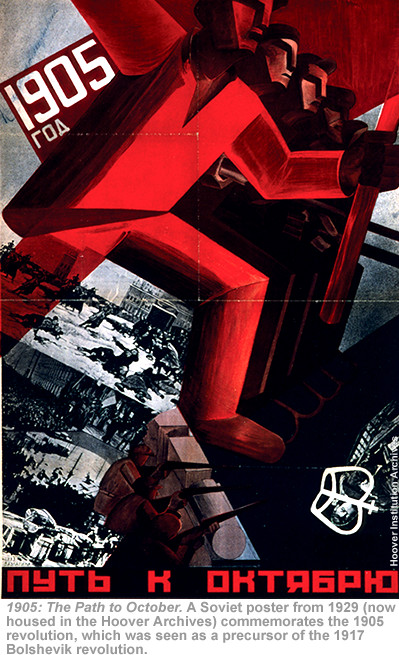 1905
ГОД
ПУТЬ К ОКТЯБРЮ
Hoover Institution Archives
1905: The Path to October. A Soviet poster from 1929 (now
housed in the Hoover Archives) commemorates the 1905
revolution, which was seen as a precursor of the 1917
Bolshevik revolution.